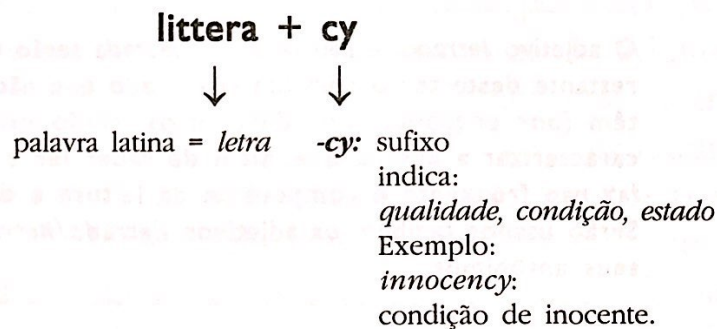 littera + cy
palavra latina = letra -cy: sufixo
indica:
qualidade, condição, estado
Exemplo:
innocency:
condição de inocente.